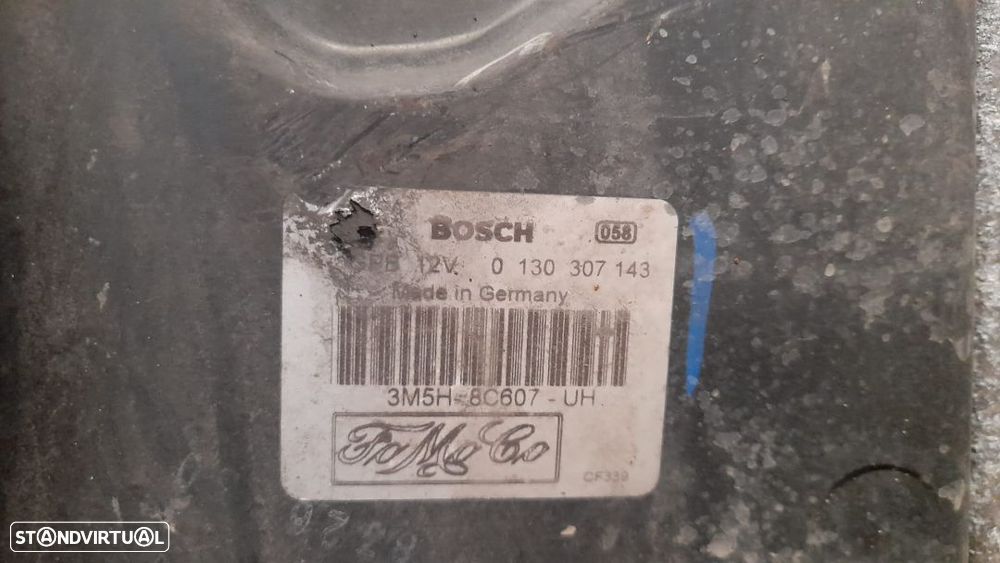 BOSCH 058
12V 0 130 307 143
Made in Germany
3M5H-8C607-UH
FoMoCo
CF339
STANDVIRTUAL